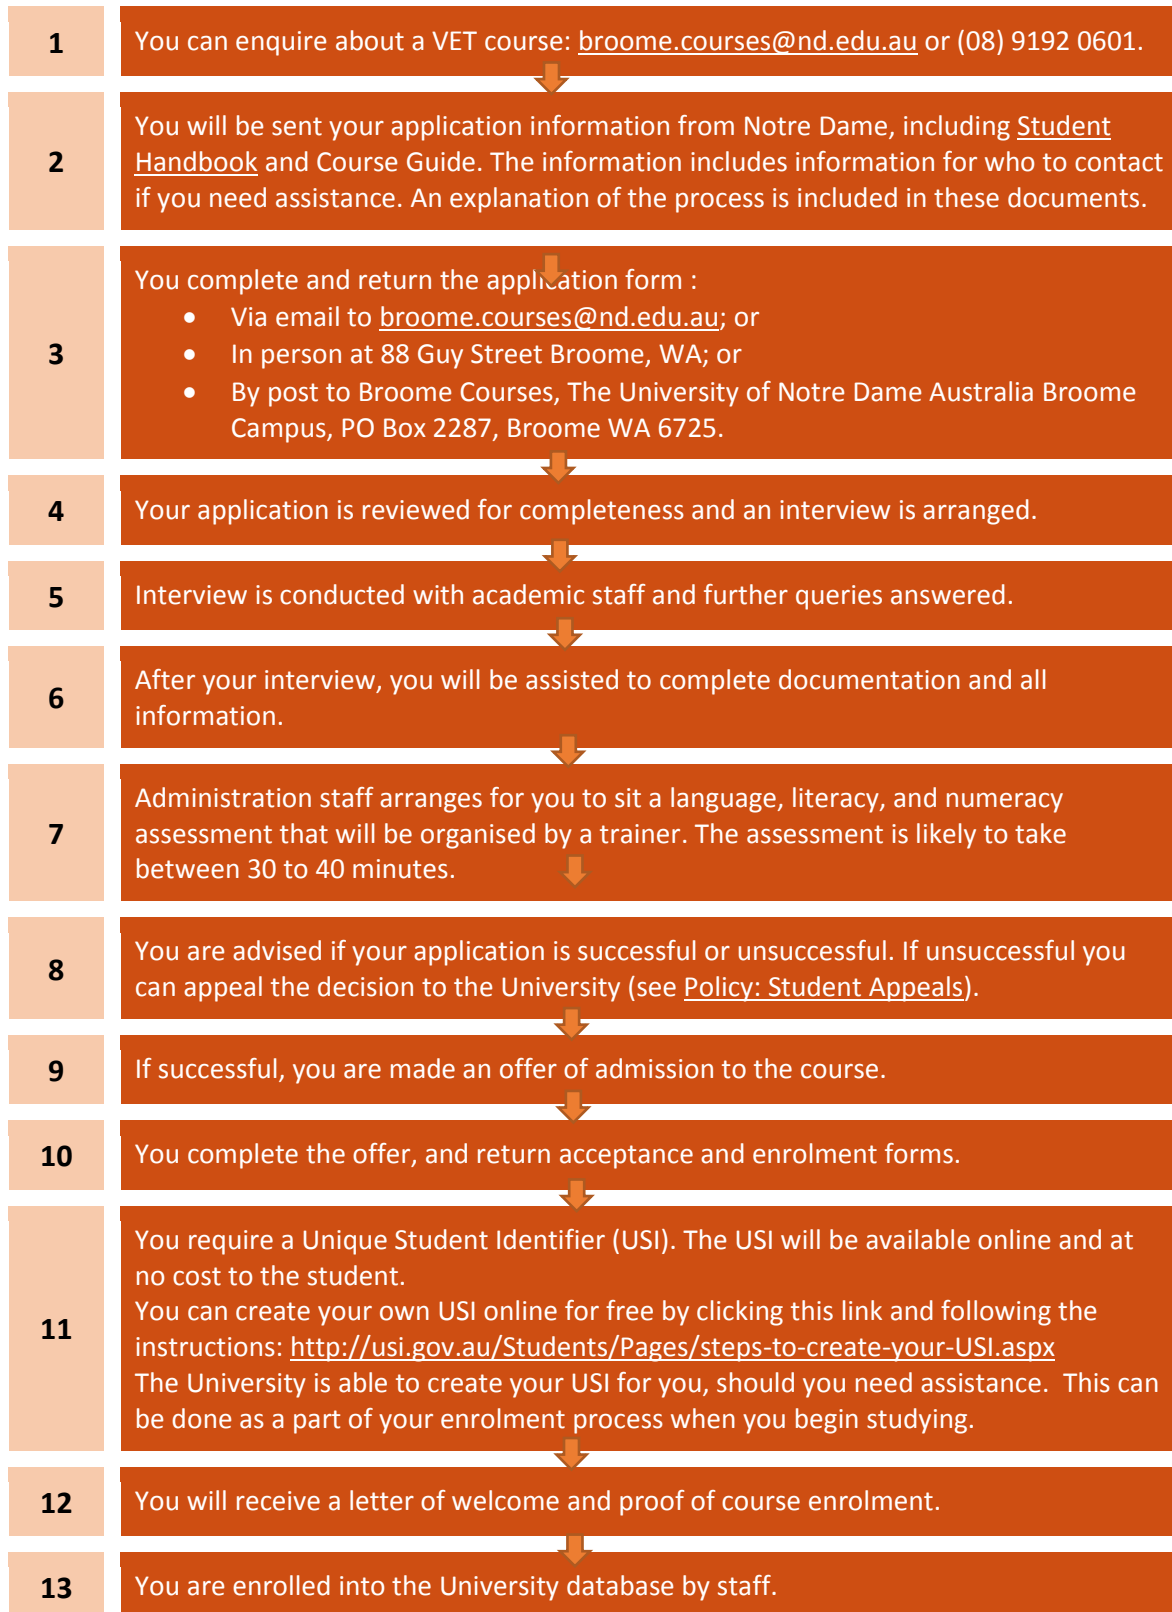 1
You can enquire about a VET course: broome.courses@nd.edu.au or (08) 9192 0601.
2
You will be sent your application information from Notre Dame, including Student
Handbook and Course Guide. The information includes information for who to contact
if you need assistance. An explanation of the process is included in these documents.
3
You complete and return the application form :
• Via email to broome.courses@nd.edu.au; or
• In person at 88 Guy Street Broome, WA; or
• By post to Broome Courses, The University of Notre Dame Australia Broome
Campus, PO Box 2287, Broome WA 6725.
4
Your application is reviewed for completeness and an interview is arranged.
5
Interview is conducted with academic staff and further queries answered.
6
After your interview, you will be assisted to complete documentation and all
information.
7
Administration staff arranges for you to sit a language, literacy, and numeracy
assessment that will be organised by a trainer. The assessment is likely to take
between 30 to 40 minutes.
8
You are advised if your application is successful or unsuccessful. If unsuccessful you
can appeal the decision to the University (see Policy: Student Appeals).
9
If successful, you are made an offer of admission to the course.
10
You complete the offer, and return acceptance and enrolment forms.
11
You require a Unique Student Identifier (USI). The USI will be available online and at
no cost to the student.
You can create your own USI online for free by clicking this link and following the
instructions: http://usi.gov.au/Students/Pages/steps-to-create-your-USI.aspx
The University is able to create your USI for you, should you need assistance.  This can
be done as a part of your enrolment process when you begin studying.
12
You will receive a letter of welcome and proof of course enrolment.
13
You are enrolled into the University database by staff.